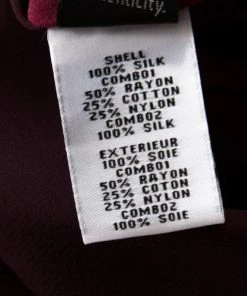 SHELL
100% SILK
COMBO1
50% RAYON
25% COTTON
25% NYLON
COMBO2
100% SILK
EXTERIEUR
100% SOIE
COMBO1
50% RAYON
25% COTON
25% NYLON
COMBO2
100% SOIE